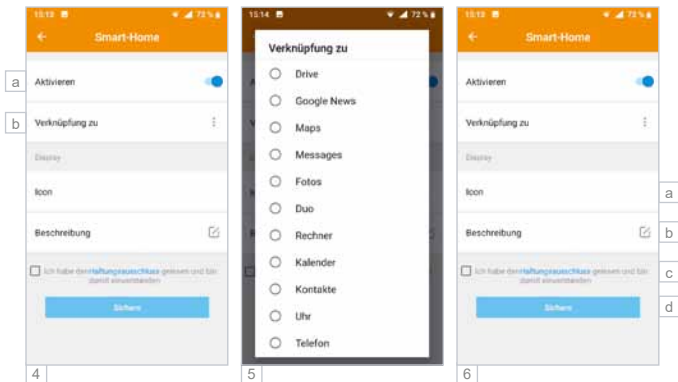 15:13 72 %
Smart-Home
a
Aktivieren
b
Verknüpfung zu
Display
Icon
Beschreibung
Ich habe den Haftungsausschluss gelesen und bin
damit einverstanden
Sichern
4
15:14 72 %
Verknüpfung zu
Drive
Google News
Maps
Messages
Fotos
Duo
Rechner
Kalender
Kontakte
Uhr
Telefon
5
15:13 72 %
Smart-Home
Aktivieren
Verknüpfung zu
Display
Icon
a
Beschreibung
b
Ich habe den Haftungsausschluss gelesen und bin
damit einverstanden
c
Sichern
d
6